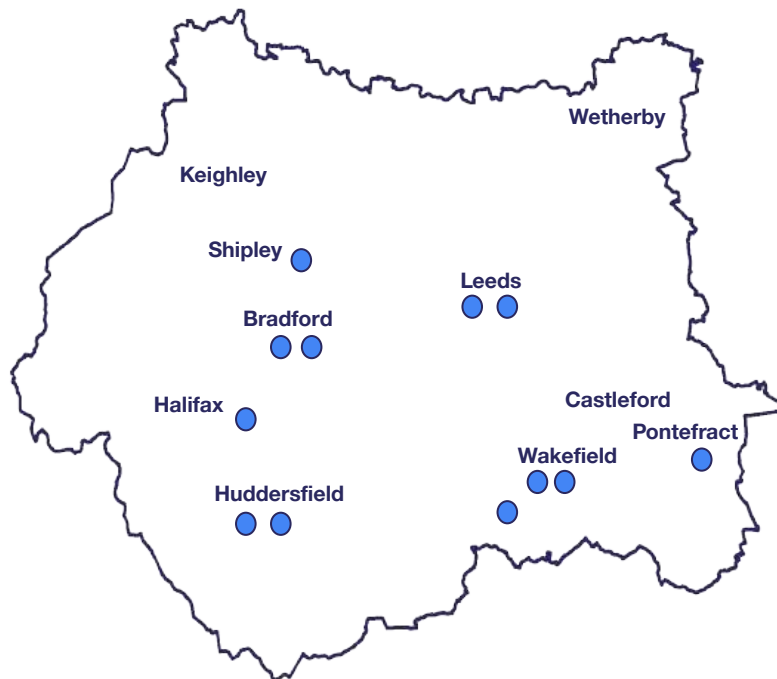 Wetherby
Keighley
Shipley
Leeds
Bradford
Castleford
Halifax
Pontefract
Wakefield
Huddersfield